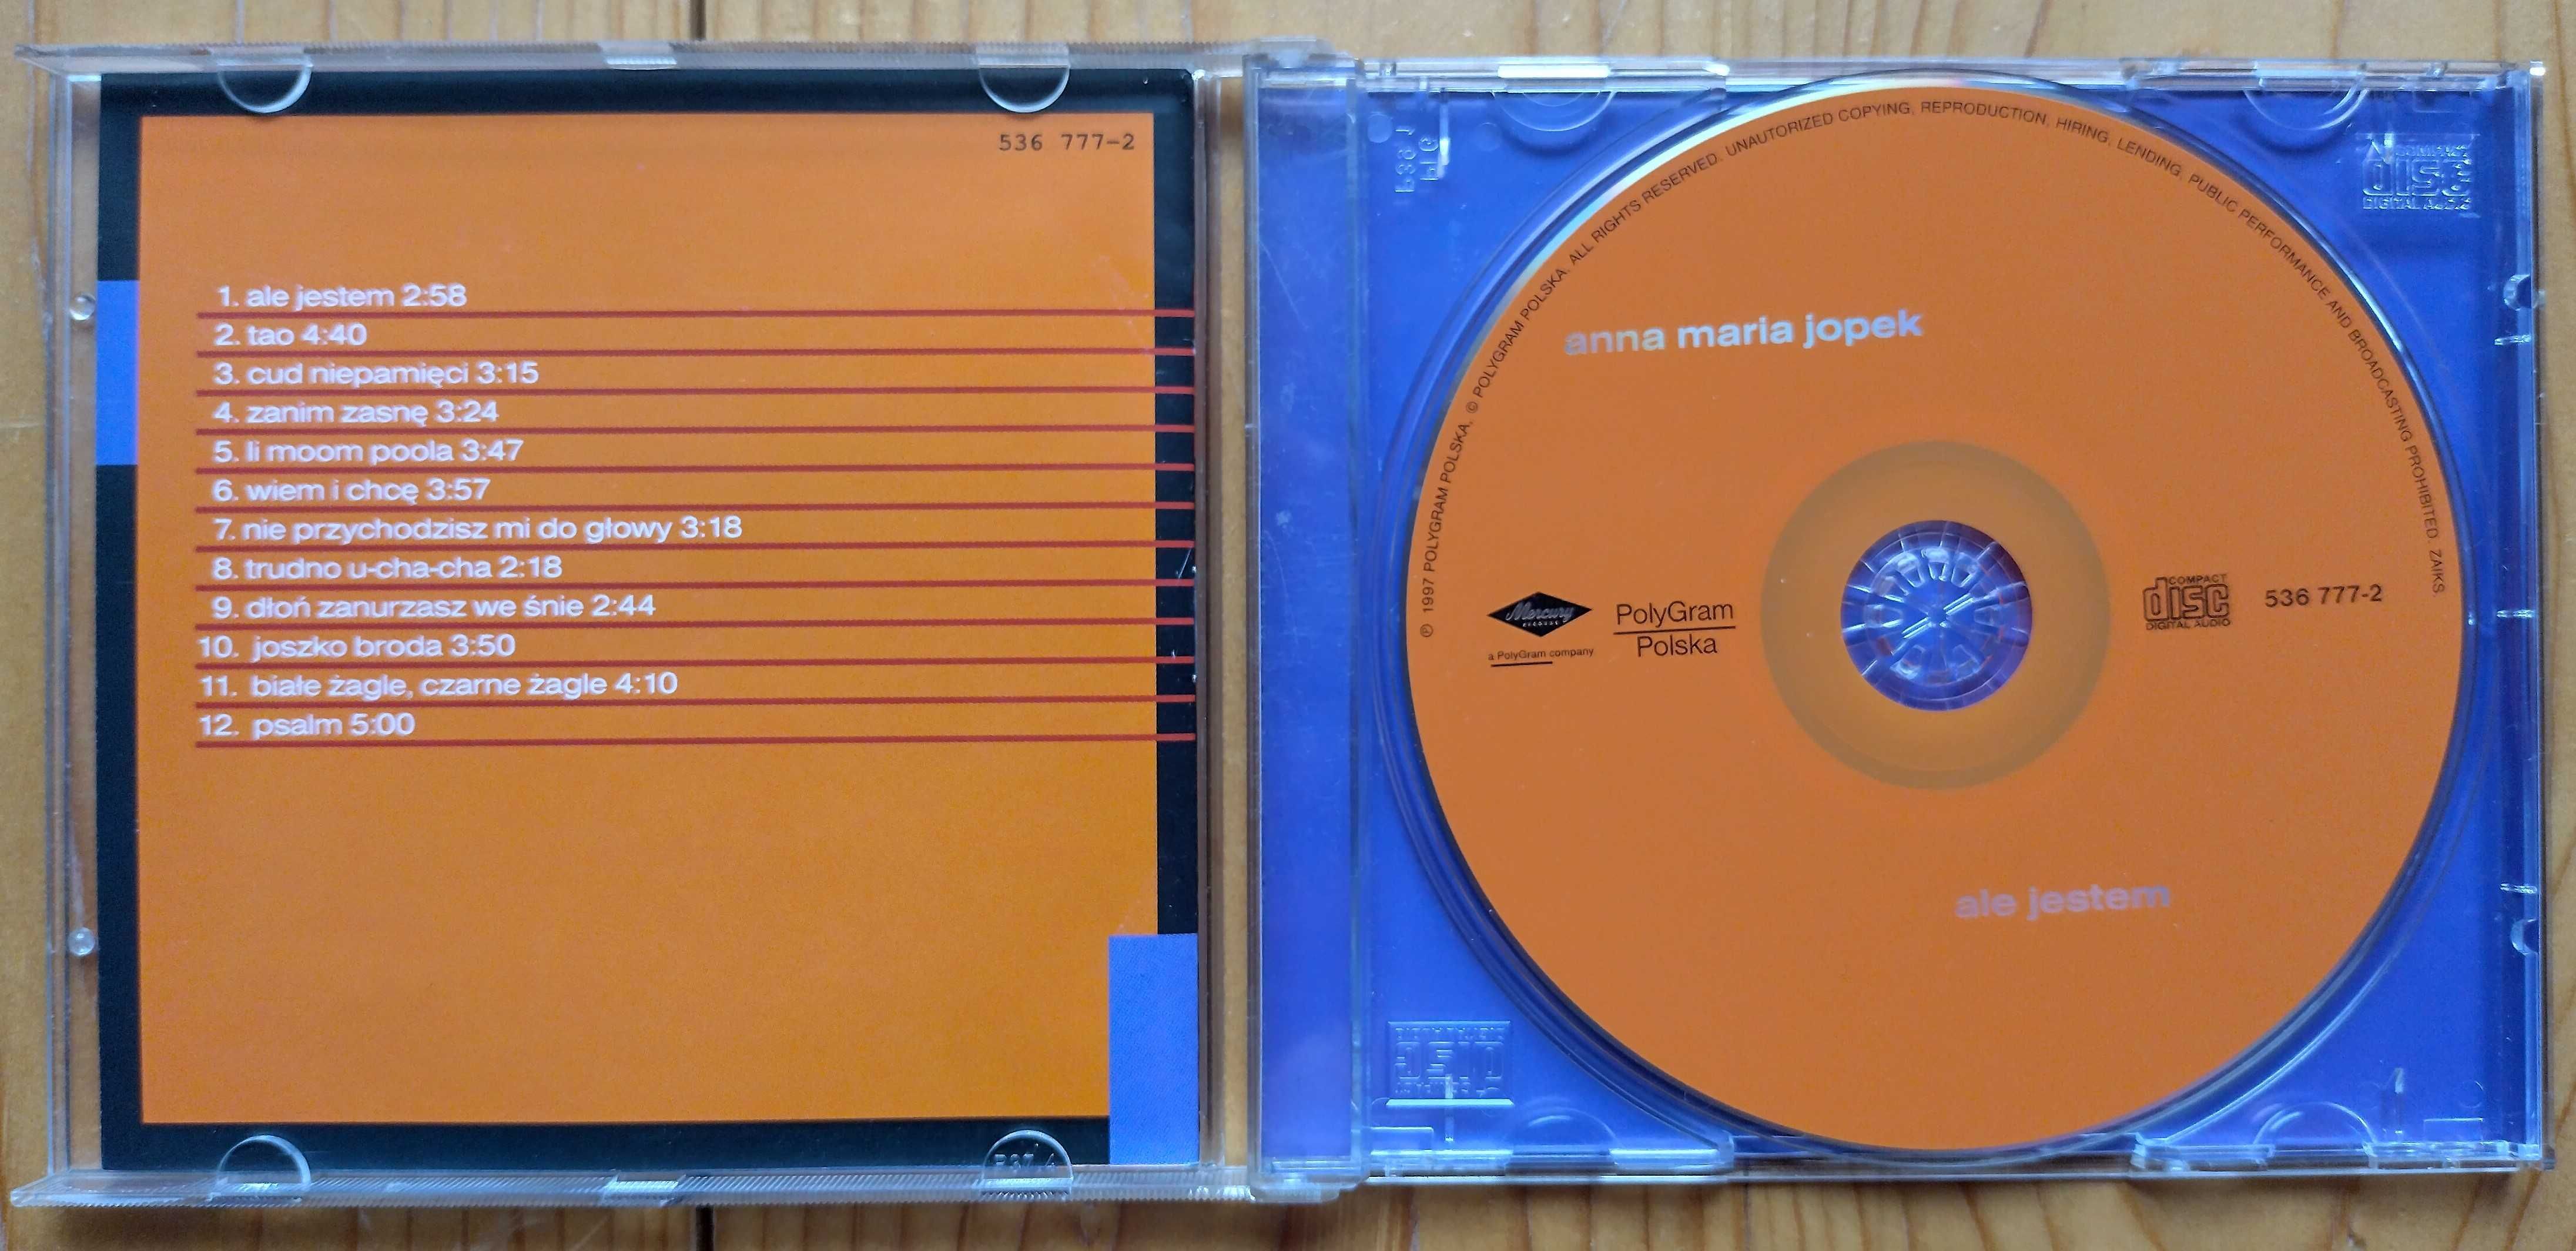 536 777-2
1. ale jestem 2:58
2. tao 4:40
3. cud niepamięci 3:15
4. zanim zasnę 3:24
5. li moom poola 3:47
6. wiem i chcę 3:57
7. nie przychodzisz mi do głowy 3:18
8. trudno u-cha-cha 2:18
9. dłoń zanurzasz we śnie 2:44
10. joszko broda 3:50
11. białe żagle, czarne żagle 4:10
12. psalm 5:00
℗ 1997 POLYGRAM POLSKA, © POLYGRAM POLSKA. ALL RIGHTS RESERVED. UNAUTORIZED COPYING, REPRODUCTION, HIRING, LENDING, PUBLIC PERFORMANCE AND BROADCASTING PROHIBITED. ZAIKS.
anna maria jopek
Mercury
RECORDS
a PolyGram company
PolyGram
Polska
COMPACT
disc
DIGITAL AUDIO
536 777-2
ale jestem
COMPACT
disc
DIGITAL AUDIO